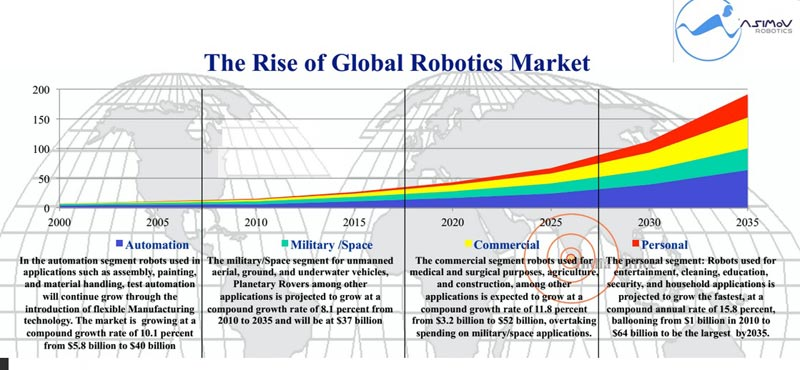 ASIMOV
ROBOTICS
The Rise of Global Robotics Market
200
150
100
50
0
2000
2005
2010
2015
2020
2025
2030
2035
Automation
Military /Space
Commercial
Personal
In the automation segment robots used in
applications such as assembly, painting,
and material handling, test automation
will continue grow through the
introduction of flexible Manufacturing
technology. The market is growing at a
compound growth rate of 10.1 percent
from $5.8 billion to $40 billion
The military/Space segment for unmanned
aerial, ground, and underwater vehicles,
Planetary Rovers among other
applications is projected to grow at a
compound growth rate of 8.1 percent from
2010 to 2035 and will be at $37 billion
The commercial segment robots used for
medical and surgical purposes, agriculture,
and construction, among other
applications is expected to grow at a
compound growth rate of 11.8 percent
from $3.2 billion to $52 billion, overtaking
spending on military/space applications.
The personal segment: Robots used for
entertainment, cleaning, education,
security, and household applications is
projected to grow the fastest, at a
compound annual rate of 15.8 percent,
ballooning from $1 billion in 2010 to
$64 billion to be the largest by2035.